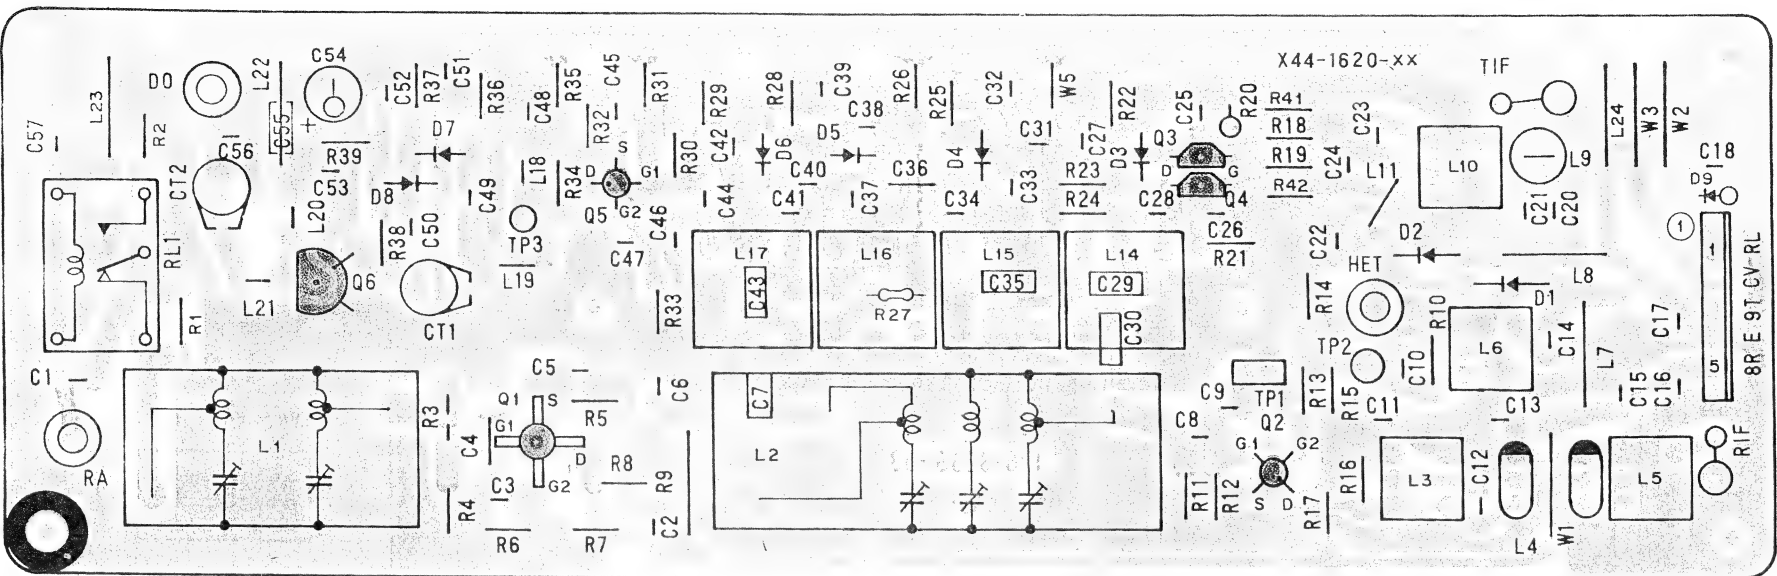 X44-1620-××
C57
L23
R2
DO
L22
C54
C55
+
C56
CT2
R39
C53
L20
C52
R37
C51
R36
D7
D8
C49
R38
C50
C48
R35
R32
C45
R31
L18
R34
S
D
G1
G2
Q5
TP3
L19
C46
C47
R30
R29
C42
R28
D6
D5
C39
C38
C40
C41
C44
C37
C36
R26
R25
D4
C34
C32
C31
C33
W5
R23
R24
C27
R22
D3
C25
Q3
D
G
Q4
C28
C26
R21
R20
R41
R18
R19
R42
C23
C24
L11
TIF
L10
L9
C21
C20
L24
W3
W2
C18
D9
1
1
5
8R E 9T CV RL
RL1
R1
L21
Q6
CT1
R33
L17
C43
L16
R27
L15
C35
L14
C29
C30
C22
R14
HET
D2
D1
L8
R10
L6
C14
L7
C17
C15
C16
C1
RA
L1
R3
C4
R4
C3
R6
Q1
S
G1
D
G2
C5
R5
R8
R7
R9
C2
C6
C7
L2
C8
C9
TP1
Q2
G1
G2
S
D
R11
R12
R13
R15
TP2
C10
C11
C13
R16
R17
L3
C12
L4
W1
L5
RIF